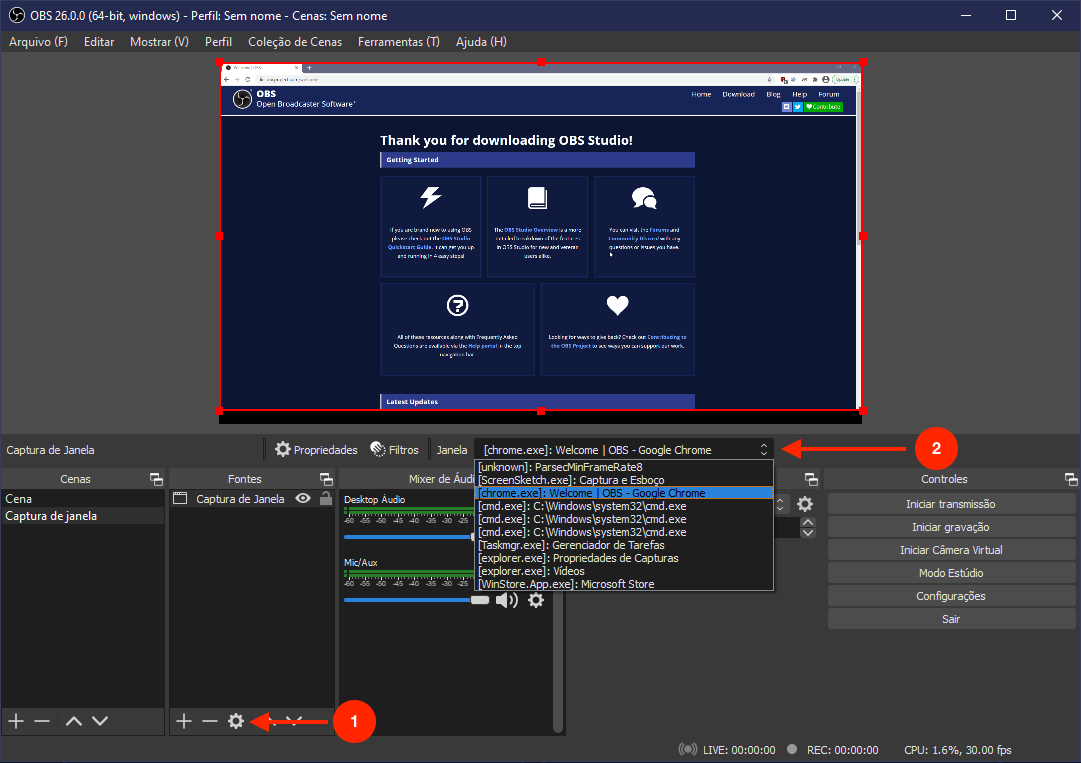 OBS 26.0.0 (64-bit, windows) - Perfil: Sem nome - Cenas: Sem nome
Arquivo (F) Editar Mostrar (V) Perfil Coleção de Cenas Ferramentas (T) Ajuda (H)
Welcome | OBS
obsproject.com/welcome
Update
OBS
Open Broadcaster Software
Home Download Blog Help Forum
Contribute
Thank you for downloading OBS Studio!
Getting Started
If you are brand new to using OBS
please check out the OBS Studio
Quickstart Guide. It can get you up
and running in 4 easy steps!
The OBS Studio Overview is a more
detailed breakdown of the features
in OBS Studio for new and veteran
users alike.
You can visit the Forums and
Community Discord with any
questions or issues you have.
All of these resources along with Frequently Asked
Questions are available via the Help portal in the top
navigation bar.
Looking for ways to give back? Check out Contributing to
the OBS Project to see ways you can support our work.
Latest Updates
Captura de Janela
Propriedades
Filtros
Janela
[chrome.exe]: Welcome | OBS - Google Chrome
2
[unknown]: ParsecMinFrameRate8
[ScreenSketch.exe]: Captura e Esboço
[chrome.exe]: Welcome | OBS - Google Chrome
[cmd.exe]: C:\Windows\system32\cmd.exe
[cmd.exe]: C:\Windows\system32\cmd.exe
[cmd.exe]: C:\Windows\system32\cmd.exe
[Taskmgr.exe]: Gerenciador de Tarefas
[explorer.exe]: Propriedades de Capturas
[explorer.exe]: Vídeos
[WinStore.App.exe]: Microsoft Store
Cenas
Cena
Captura de janela
Fontes
Captura de Janela
1
Mixer de Áudi
Desktop Áudio
-60 -55 -50 -45 -40 -35 -30 -25
Mic/Aux
-60 -55 -50 -45 -40 -35 -30 -25
Controles
Iniciar transmissão
Iniciar gravação
Iniciar Câmera Virtual
Modo Estúdio
Configurações
Sair
LIVE: 00:00:00 REC: 00:00:00 CPU: 1.6%, 30.00 fps